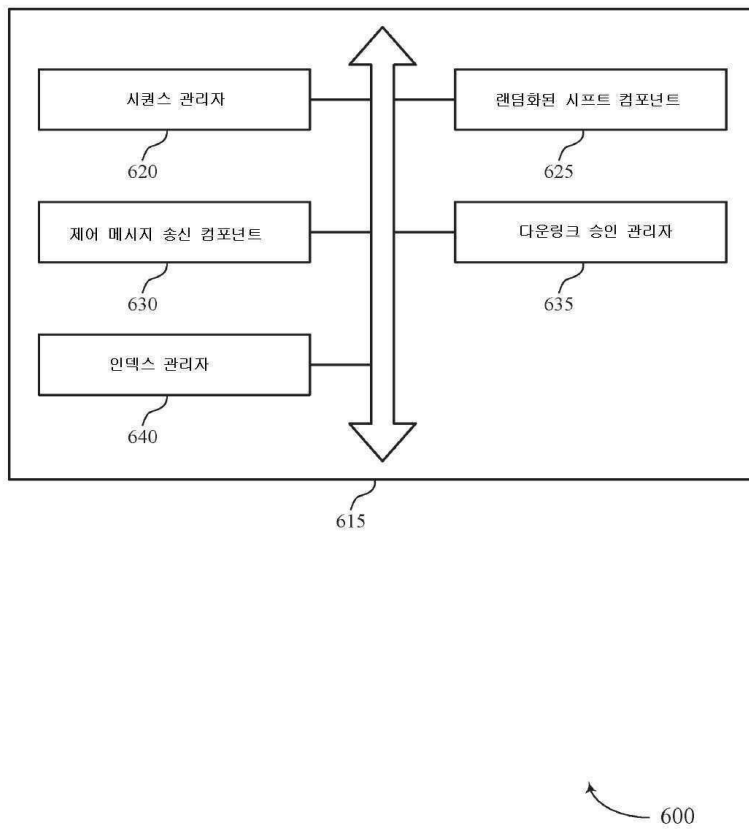 시퀀스 관리자
랜덤화된 시프트 컴포넌트
620
625
제어 메시지 송신 컴포넌트
다운링크 승인 관리자
630
635
인덱스 관리자
640
615
600